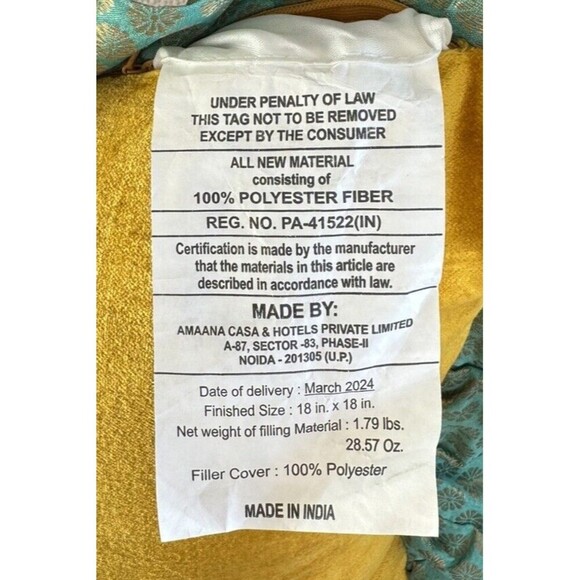 UNDER PENALTY OF LAW
THIS TAG NOT TO BE REMOVED
EXCEPT BY THE CONSUMER
ALL NEW MATERIAL
consisting of
100% POLYESTER FIBER
REG. NO. PA-41522(IN)
Certification is made by the manufacturer
that the materials in this article are
described in accordance with law.
MADE BY:
AMAANA CASA & HOTELS PRIVATE LIMITED
A-87, SECTOR -83, PHASE-II
NOIDA - 201305 (U.P.)
Date of delivery : March 2024
Finished Size : 18 in. x 18 in.
Net weight of filling Material : 1.79 lbs.
28.57 Oz.
Filler Cover : 100% Polyester
MADE IN INDIA